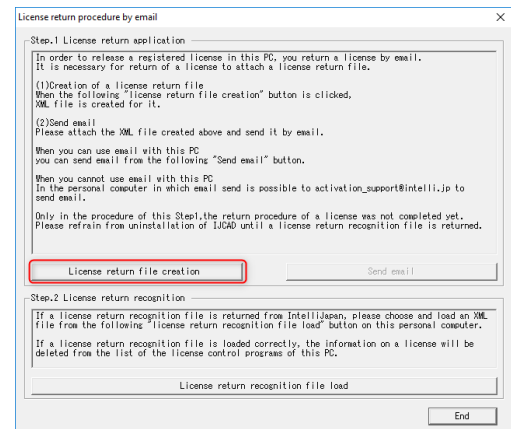 License return procedure by email
Step.1 License return application
In order to release a registered license in this PC, you return a license by email.
It is necessary for return of a license to attach a license return file.
(1)Creation of a license return file
When the following "license return file creation" button is clicked,
XML file is created for it.
(2)Send email
Please attach the XML file created above and send it by email.
When you can use email with this PC
you can send email from the following "Send email" button.
When you cannot use email with this PC
In the personal computer in which email send is possible to activation_support@intelli.jp to
send email.
Only in the procedure of this Step1,the return procedure of a license was not completed yet.
Please refrain from uninstallation of IJCAD until a license return recognition file is returned.
License return file creation
Send email
Step.2 License return recognition
If a license return recognition file is returned from IntelliJapan, please choose and load an XML
file from the following "license return recognition file load" button on this personal computer.
If a license return recognition file is loaded correctly, the information on a license will be
deleted from the list of the license control programs of this PC.
License return recognition file load
End